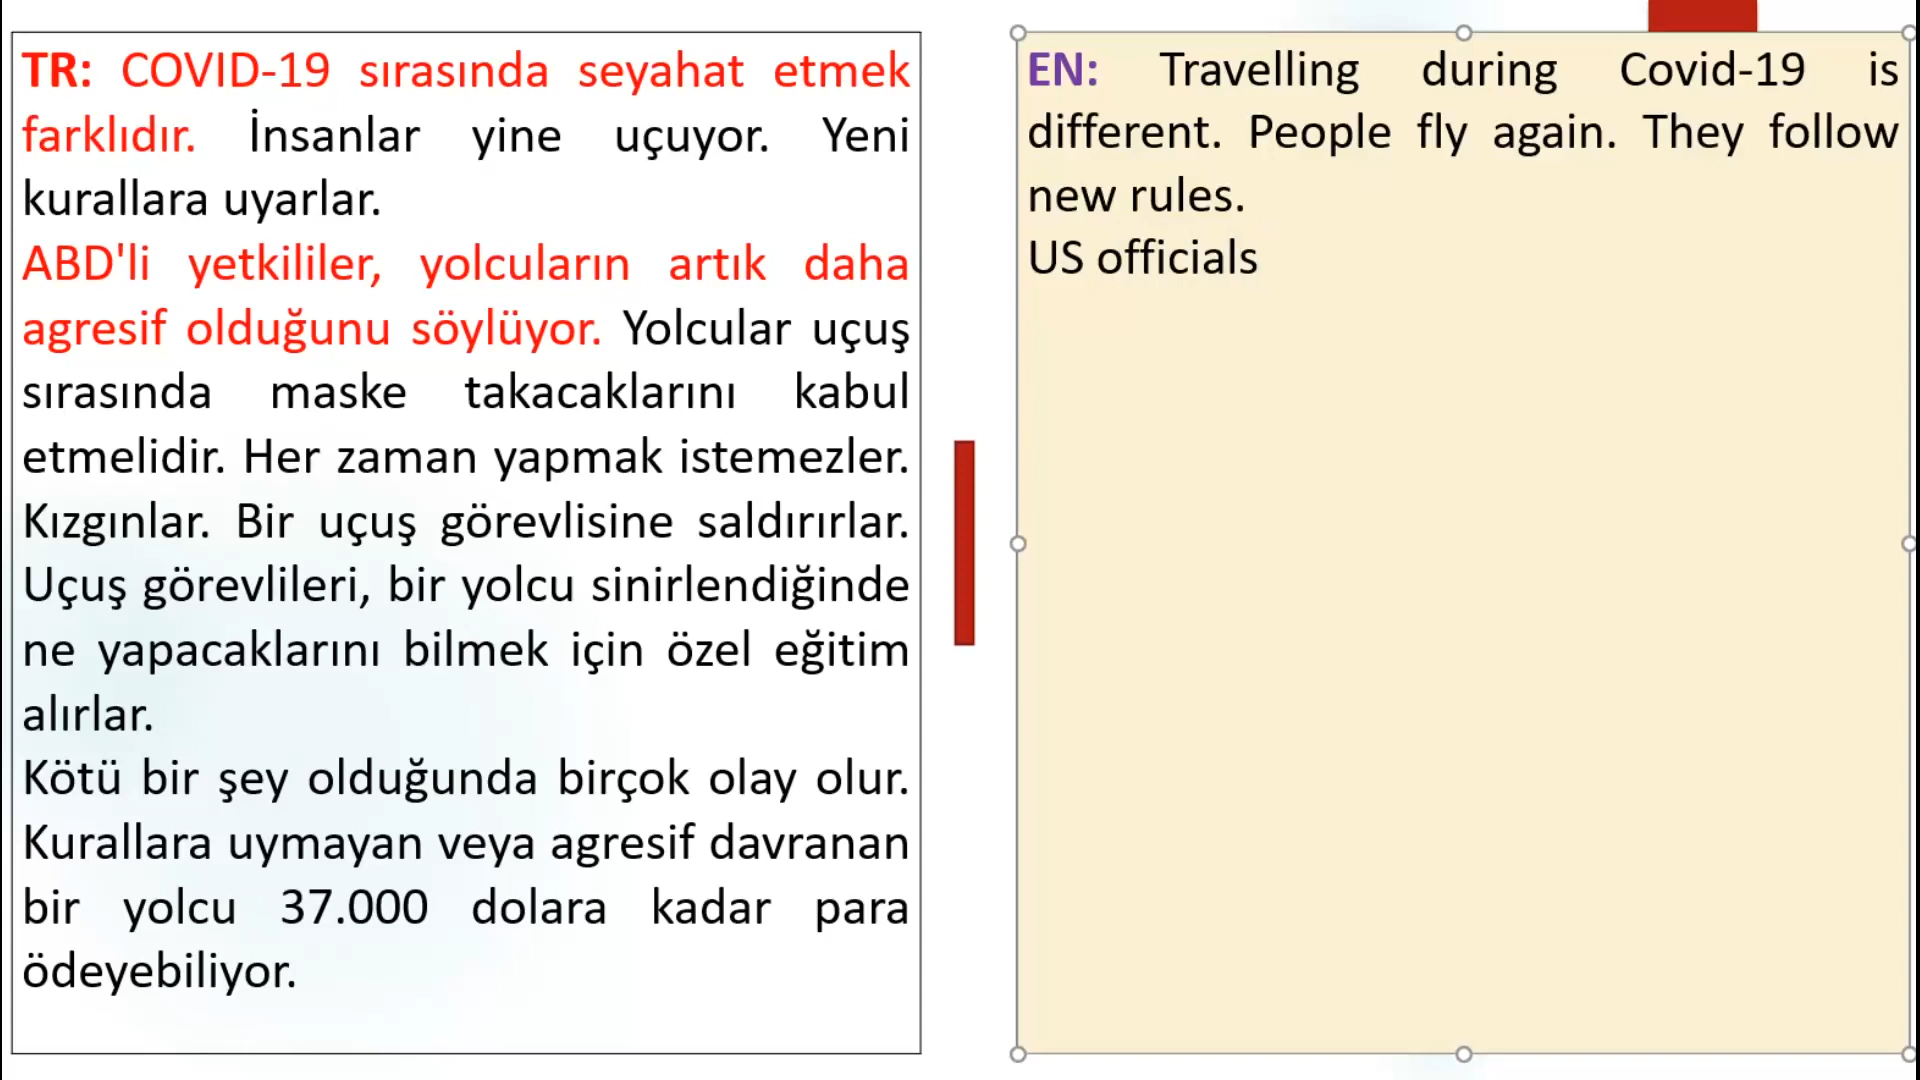 TR: COVID-19 sırasında seyahat etmek
farklıdır. İnsanlar yine uçuyor. Yeni
kurallara uyarlar.
ABD'li yetkililer, yolcuların artık daha
agresif olduğunu söylüyor. Yolcular uçuş
sırasında maske takacaklarını kabul
etmelidir. Her zaman yapmak istemezler.
Kızgınlar. Bir uçuş görevlisine saldırırlar.
Uçuş görevlileri, bir yolcu sinirlendiğinde
ne yapacaklarını bilmek için özel eğitim
alırlar.
Kötü bir şey olduğunda birçok olay olur.
Kurallara uymayan veya agresif davranan
bir yolcu 37.000 dolara kadar para
ödeyebiliyor.
EN: Travelling during Covid-19 is
different. People fly again. They follow
new rules.
US officials